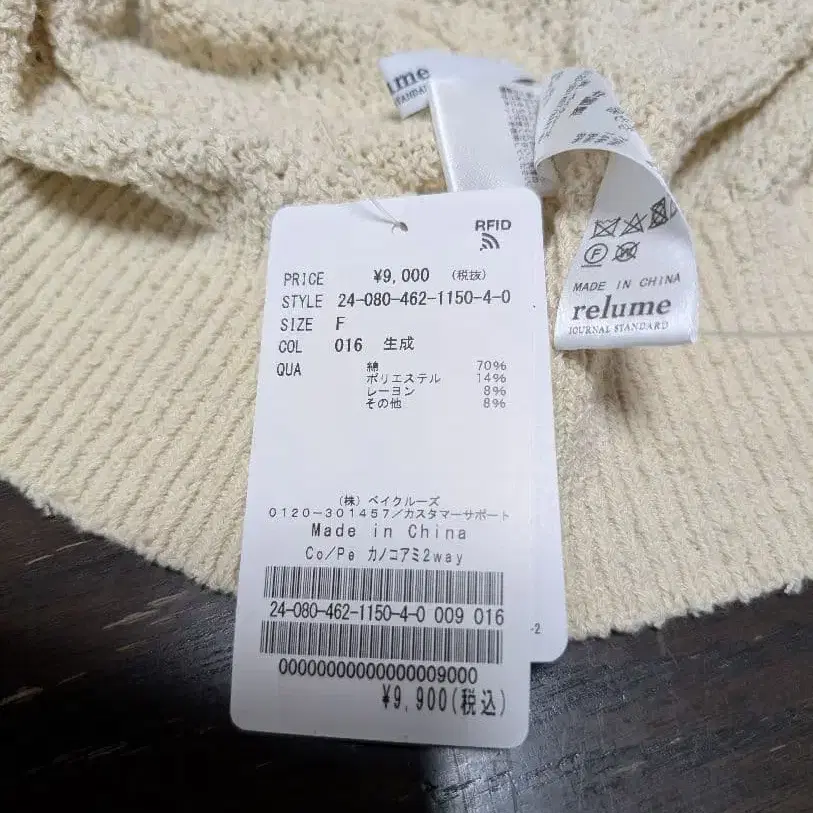 relume
RFID
PRICE ¥9,000 (税抜)
STYLE 24-080-462-1150-4-0
SIZE F
COL 016 生成
QUA 綿 70%
ポリエステル 14%
レーヨン 8%
その他 8%
(株) ベイクルーズ
0120-301457/カスタマーサポート
Made in China
Co/Pe カノコアミ2way
24-080-462-1150-4-0 009 016
00000000000000009000
¥9,900(税込)
-2
MADE IN CHINA
relume
JOURNAL STANDARD